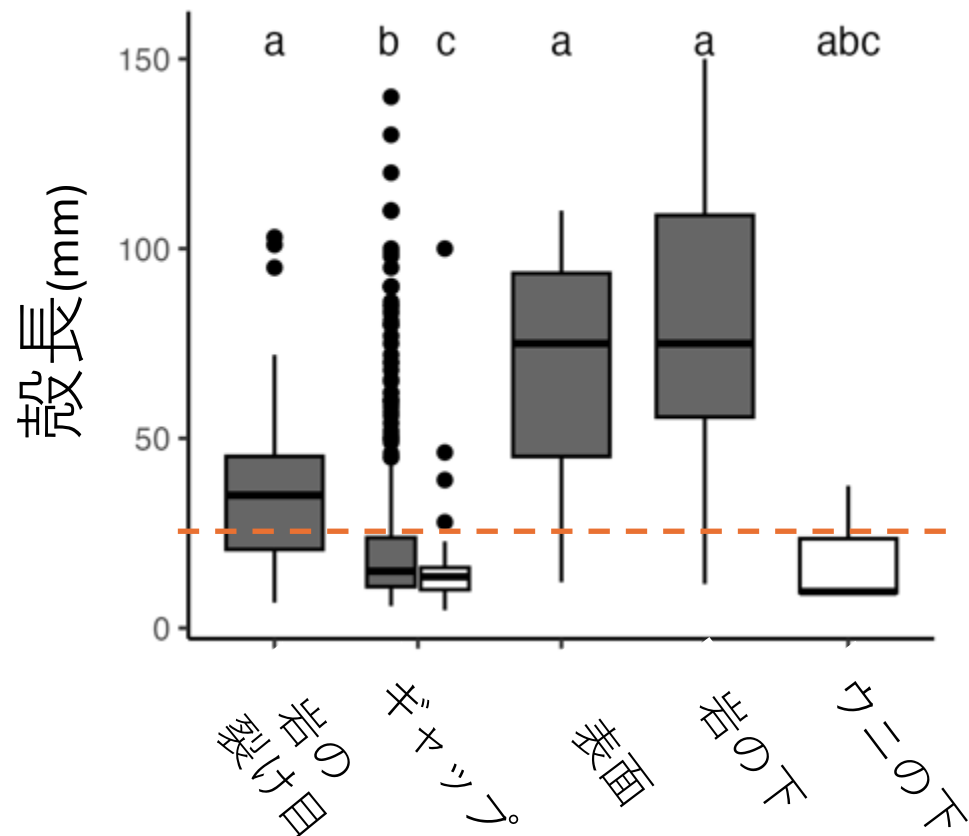 a b c a a abc
150
100
50
0
殻長(mm)
岩の
裂け目
ギャップ
表面
岩の下
ウニの下